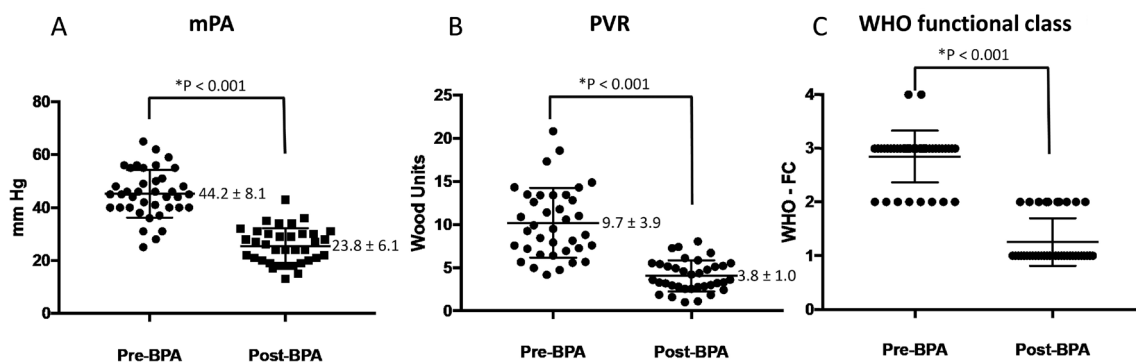 A mPA
*P < 0.001
mm Hg
80
60
40
20
0
44.2 ± 8.1
23.8 ± 6.1
Pre-BPA Post-BPA
B PVR
*P < 0.001
Wood Units
25
20
15
10
5
0
9.7 ± 3.9
3.8 ± 1.0
Pre-BPA Post-BPA
C WHO functional class
*P < 0.001
WHO - FC
4
3
2
1
0
Pre-BPA Post-BPA